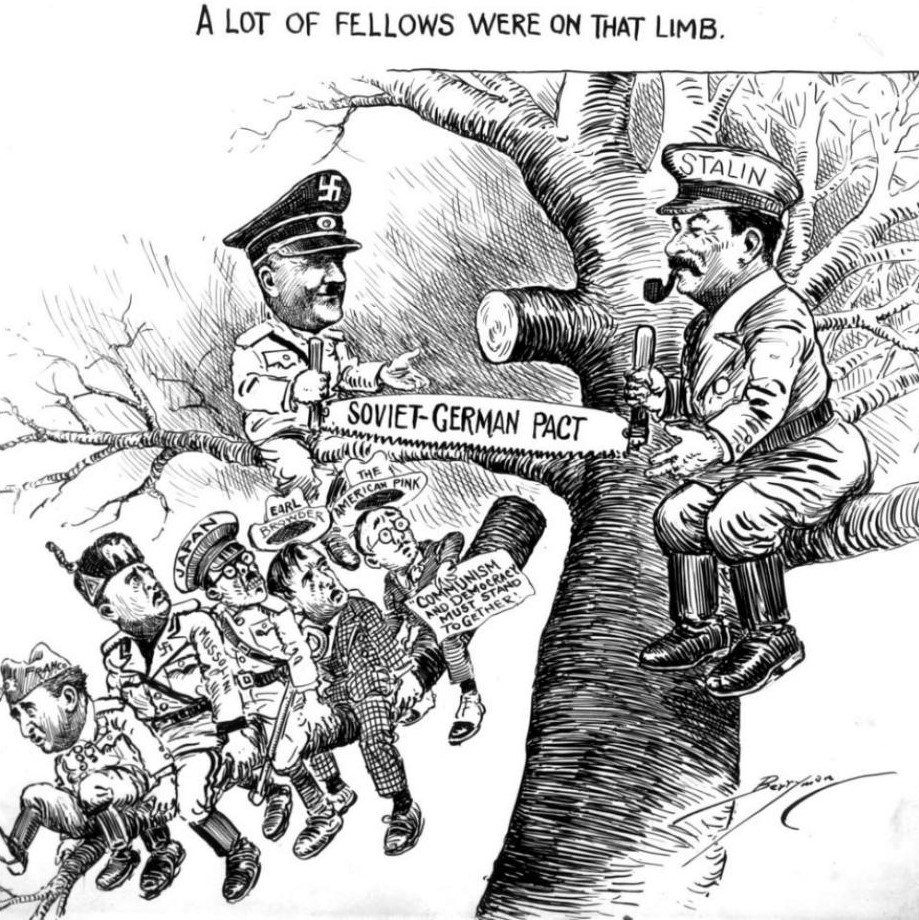 A LOT OF FELLOWS WERE ON THAT LIMB.
STALIN
SOVIET-GERMAN PACT
THE
AMERICAN PINK
EARL
BROWDER
JAPAN
COMMUNISM
AND DEMOCRACY
MUST STAND
TOGETHER!
MUSSOLINI
FRANCO
Berryman